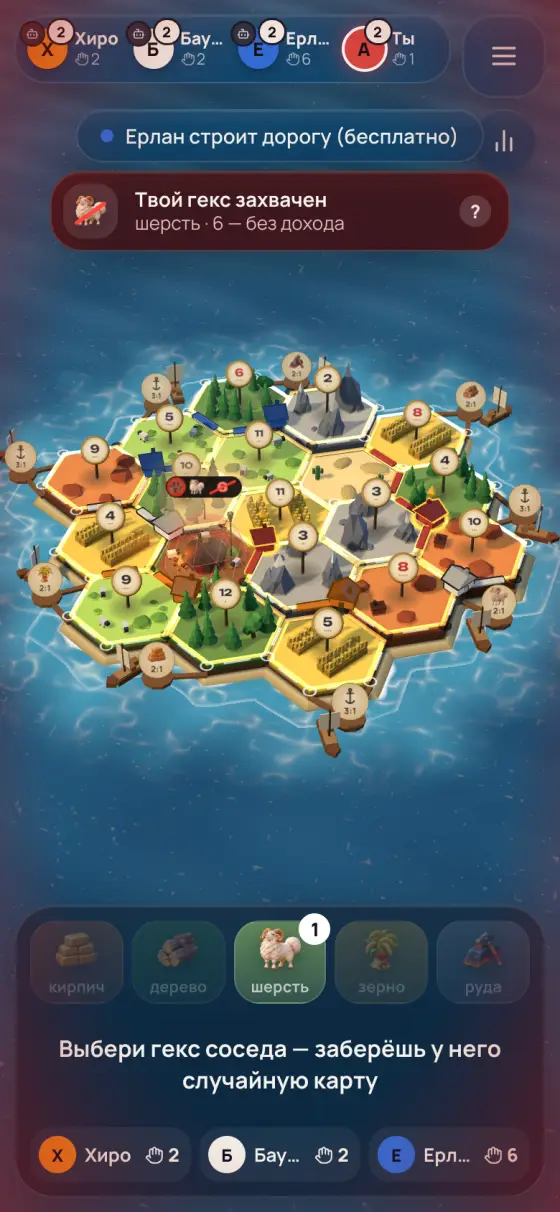 Х 2 Хиро 2
Б 2 Бау... 2
Е 2 Ерл... 6
А 2 Ты 1
Ерлан строит дорогу (бесплатно)
Твой гекс захвачен
шерсть · 6 — без дохода
?
6
2:1
2
3:1
5
8
2:1
11
9
3:1
10
4
11
3
3:1
4
3
10
2:1
9
12
8
2:1
5
2:1
3:1
1
кирпич
дерево
шерсть
зерно
руда
Выбери гекс соседа — заберёшь у него
случайную карту
Х Хиро 2
Б Бау... 2
Е Ерл... 6